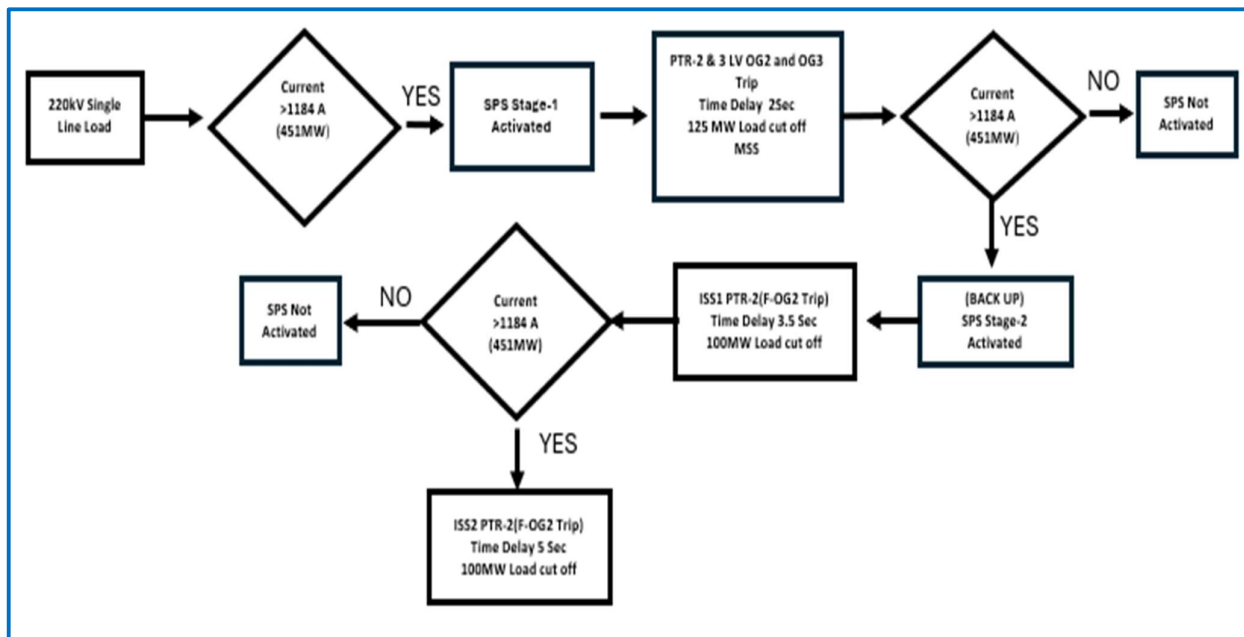 220kV Single
Line Load
Current
>1184 A
(451MW)
YES
SPS Stage-1
Activated
PTR-2 & 3 LV OG2 and OG3
Trip
Time Delay 2Sec
125 MW Load cut off
MSS
Current
>1184 A
(451MW)
NO
SPS Not
Activated
YES
(BACK UP)
SPS Stage-2
Activated
ISS1 PTR-2(F-OG2 Trip)
Time Delay 3.5 Sec
100MW Load cut off
Current
>1184 A
(451MW)
NO
SPS Not
Activated
YES
ISS2 PTR-2(F-OG2 Trip)
Time Delay 5 Sec
100MW Load cut off